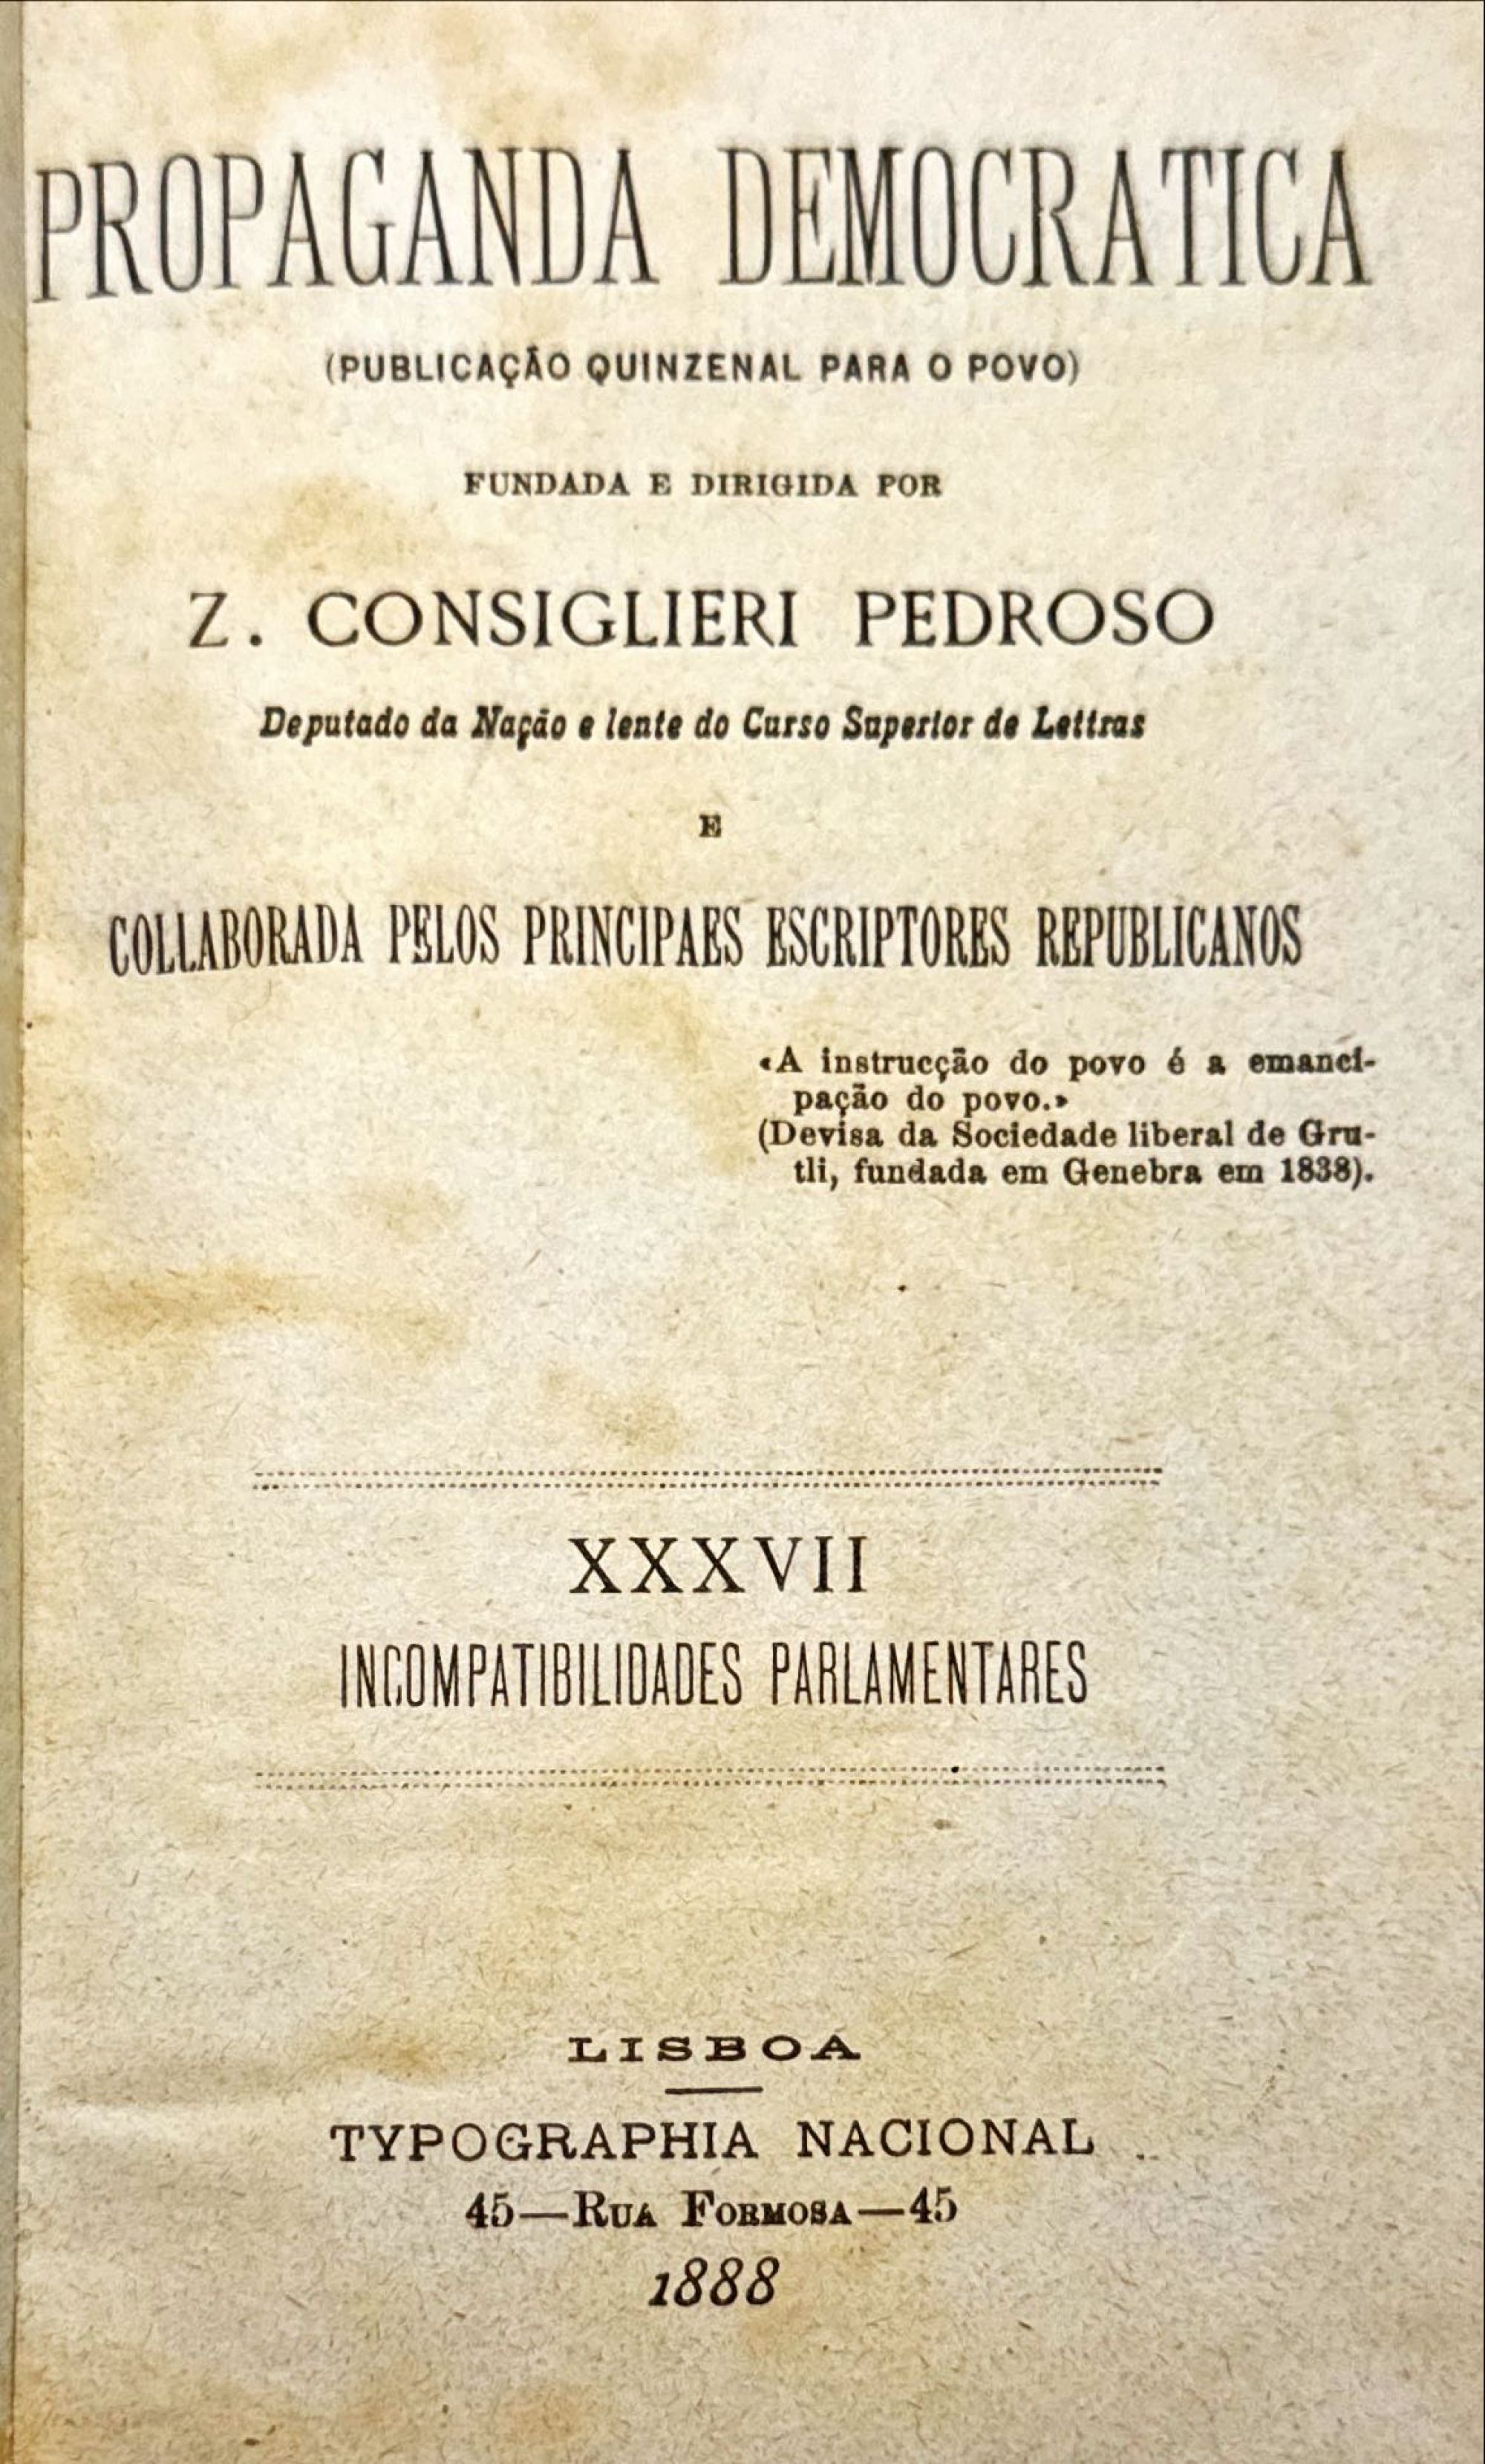 PROPAGANDA DEMOCRATICA
(PUBLICAÇÃO QUINZENAL PARA O POVO)
FUNDADA E DIRIGIDA POR
Z. CONSIGLIERI PEDROSO
Deputado da Nação e lente do Curso Superior de Lettras
E
COLLABORADA PELOS PRINCIPAES ESCRIPTORES REPUBLICANOS
«A instrucção do povo é a emanci-
pação do povo.»
(Devisa da Sociedade liberal de Gru-
tli, fundada em Genebra em 1838).
XXXVII
INCOMPATIBILIDADES PARLAMENTARES
LISBOA
TYPOGRAPHIA NACIONAL
45—RUA FORMOSA—45
1888